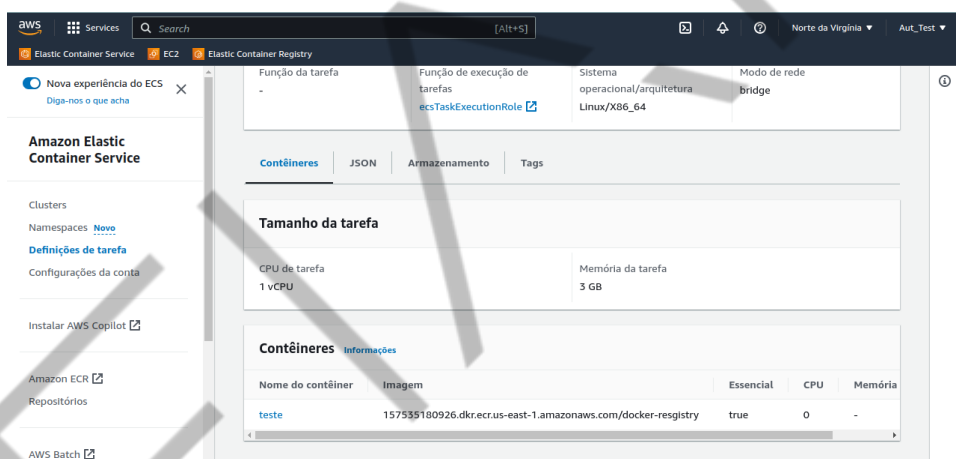 aws Services Search [Alt+S] Norte da Virgínia ▼ Aut_Test ▼
Elastic Container Service EC2 Elastic Container Registry
Nova experiência do ECS
Diga-nos o que acha
Amazon Elastic
Container Service
Clusters
Namespaces Novo
Definições de tarefa
Configurações da conta
Instalar AWS Copilot
Amazon ECR
Repositórios
AWS Batch
Função da tarefa
-
Função de execução de
tarefas
ecsTaskExecutionRole
Sistema
operacional/arquitetura
Linux/X86_64
Modo de rede
bridge
Contêineres JSON Armazenamento Tags
Tamanho da tarefa
CPU de tarefa
1 vCPU
Memória da tarefa
3 GB
Contêineres Informações
Nome do contêiner Imagem Essencial CPU Memória
teste 157535180926.dkr.ecr.us-east-1.amazonaws.com/docker-resgistry true 0 -